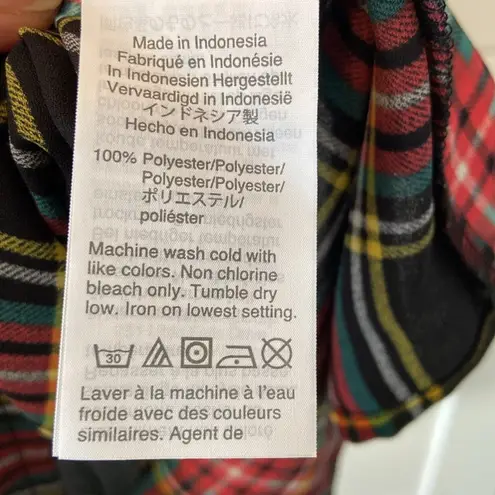 Made in Indonesia
Fabriqué en Indonésie
In Indonesien Hergestellt
Vervaardigd in Indonesië
インドネシア製
Hecho en Indonesia
100% Polyester/Polyester/
Polyester/Polyester/
ポリエステル/
poliéster
Machine wash cold with
like colors. Non chlorine
bleach only. Tumble dry
low. Iron on lowest setting.
30
Laver à la machine à l'eau
froide avec des couleurs
similaires. Agent de